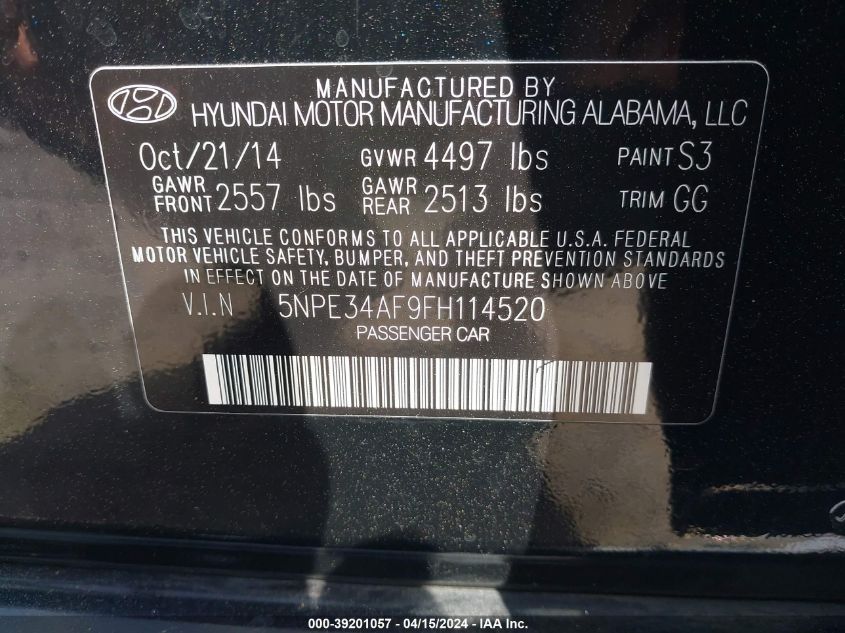 MANUFACTURED BY
HYUNDAI MOTOR MANUFACTURING ALABAMA, LLC
Oct/21/14 GVWR 4497 lbs PAINT S3
GAWR FRONT 2557 lbs GAWR REAR 2513 lbs TRIM GG
THIS VEHICLE CONFORMS TO ALL APPLICABLE U.S.A. FEDERAL
MOTOR VEHICLE SAFETY, BUMPER, AND THEFT PREVENTION STANDARDS
IN EFFECT ON THE DATE OF MANUFACTURE SHOWN ABOVE
V.I.N 5NPE34AF9FH114520
PASSENGER CAR
000-39201057 - 04/15/2024 - IAA Inc.